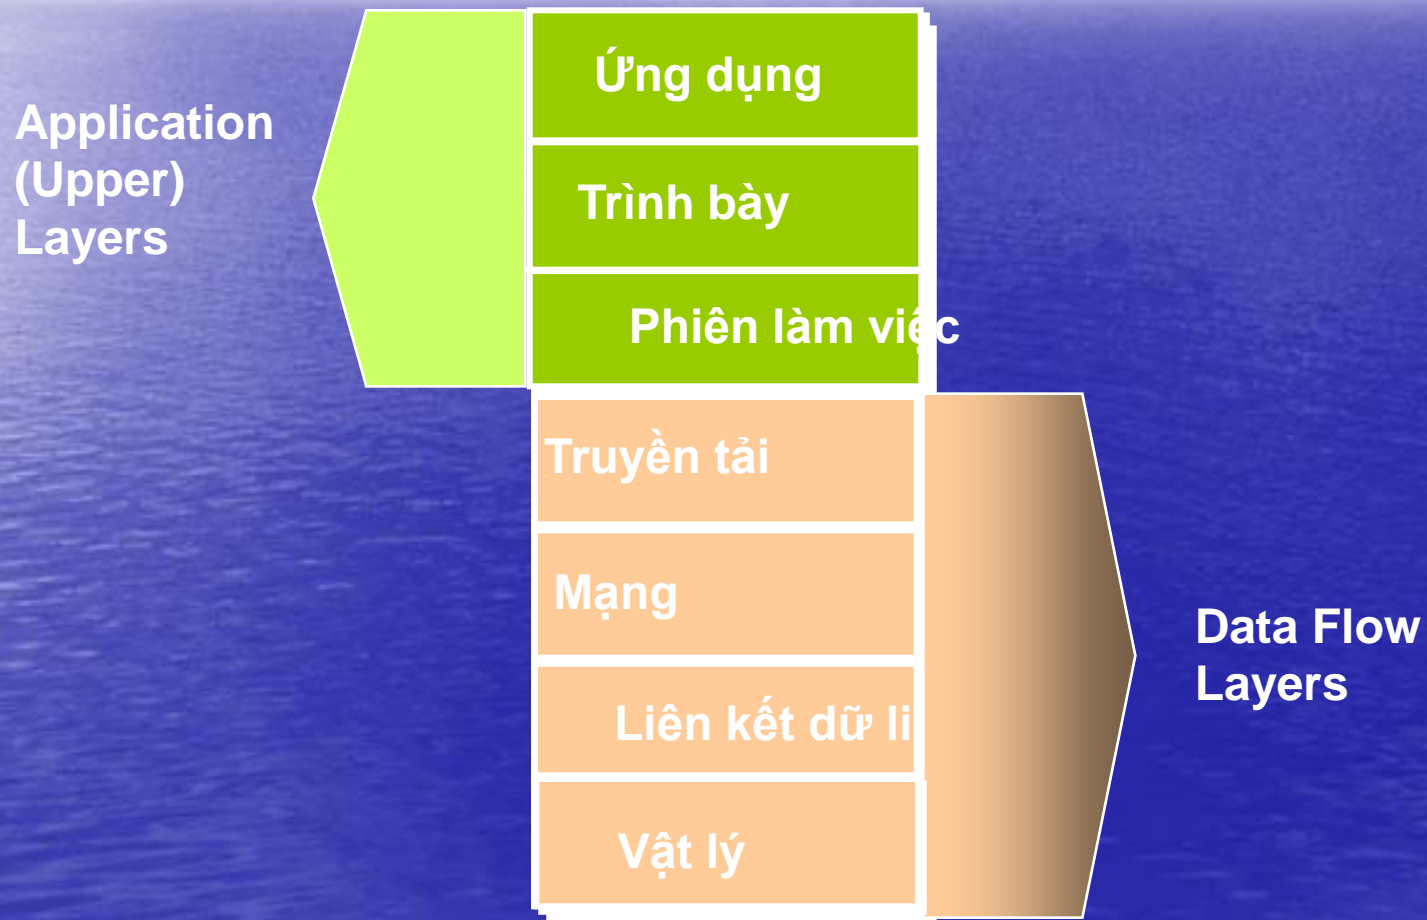 Ứng dụng
Application
(Upper)
Layers
Trình bày
Phiên làm việc
Truyền tải
Mạng
Data Flow
Layers
Liên kết dữ li
Vật lý